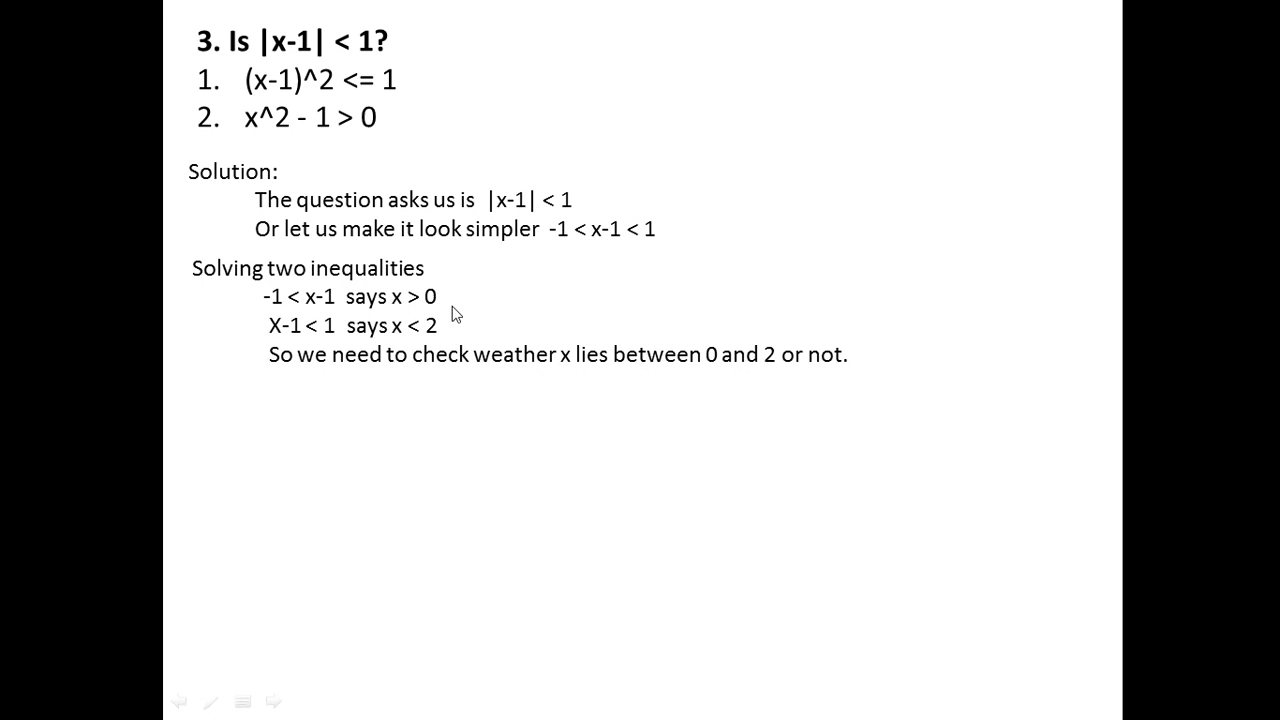 3. Is |x-1| < 1?
1. (x-1)^2 <= 1
2. x^2 - 1 > 0
Solution:
The question asks us is |x-1| < 1
Or let us make it look simpler -1 < x-1 < 1
Solving two inequalities
-1 < x-1 says x > 0
X-1 < 1 says x < 2
So we need to check weather x lies between 0 and 2 or not.